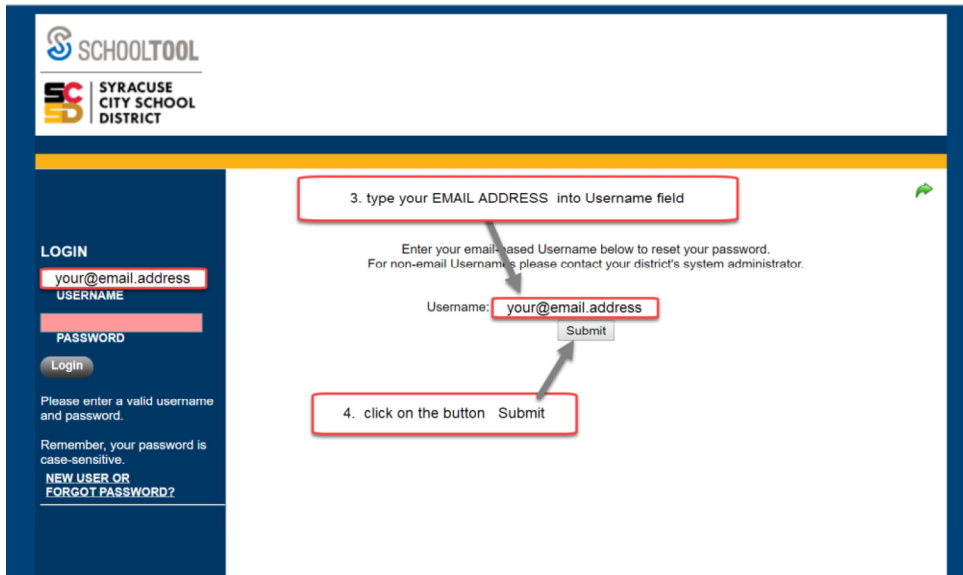 SCHOOLTOOL
SYRACUSE
CITY SCHOOL
DISTRICT
SC
SD
3. type your EMAIL ADDRESS into Username field
Enter your email-based Username below to reset your password.
For non-email Usernames please contact your district's system administrator.
Username: your@email.address
Submit
4. click on the button Submit
LOGIN
your@email.address
USERNAME
PASSWORD
Login
Please enter a valid username
and password.
Remember, your password is
case-sensitive.
NEW USER OR
FORGOT PASSWORD?